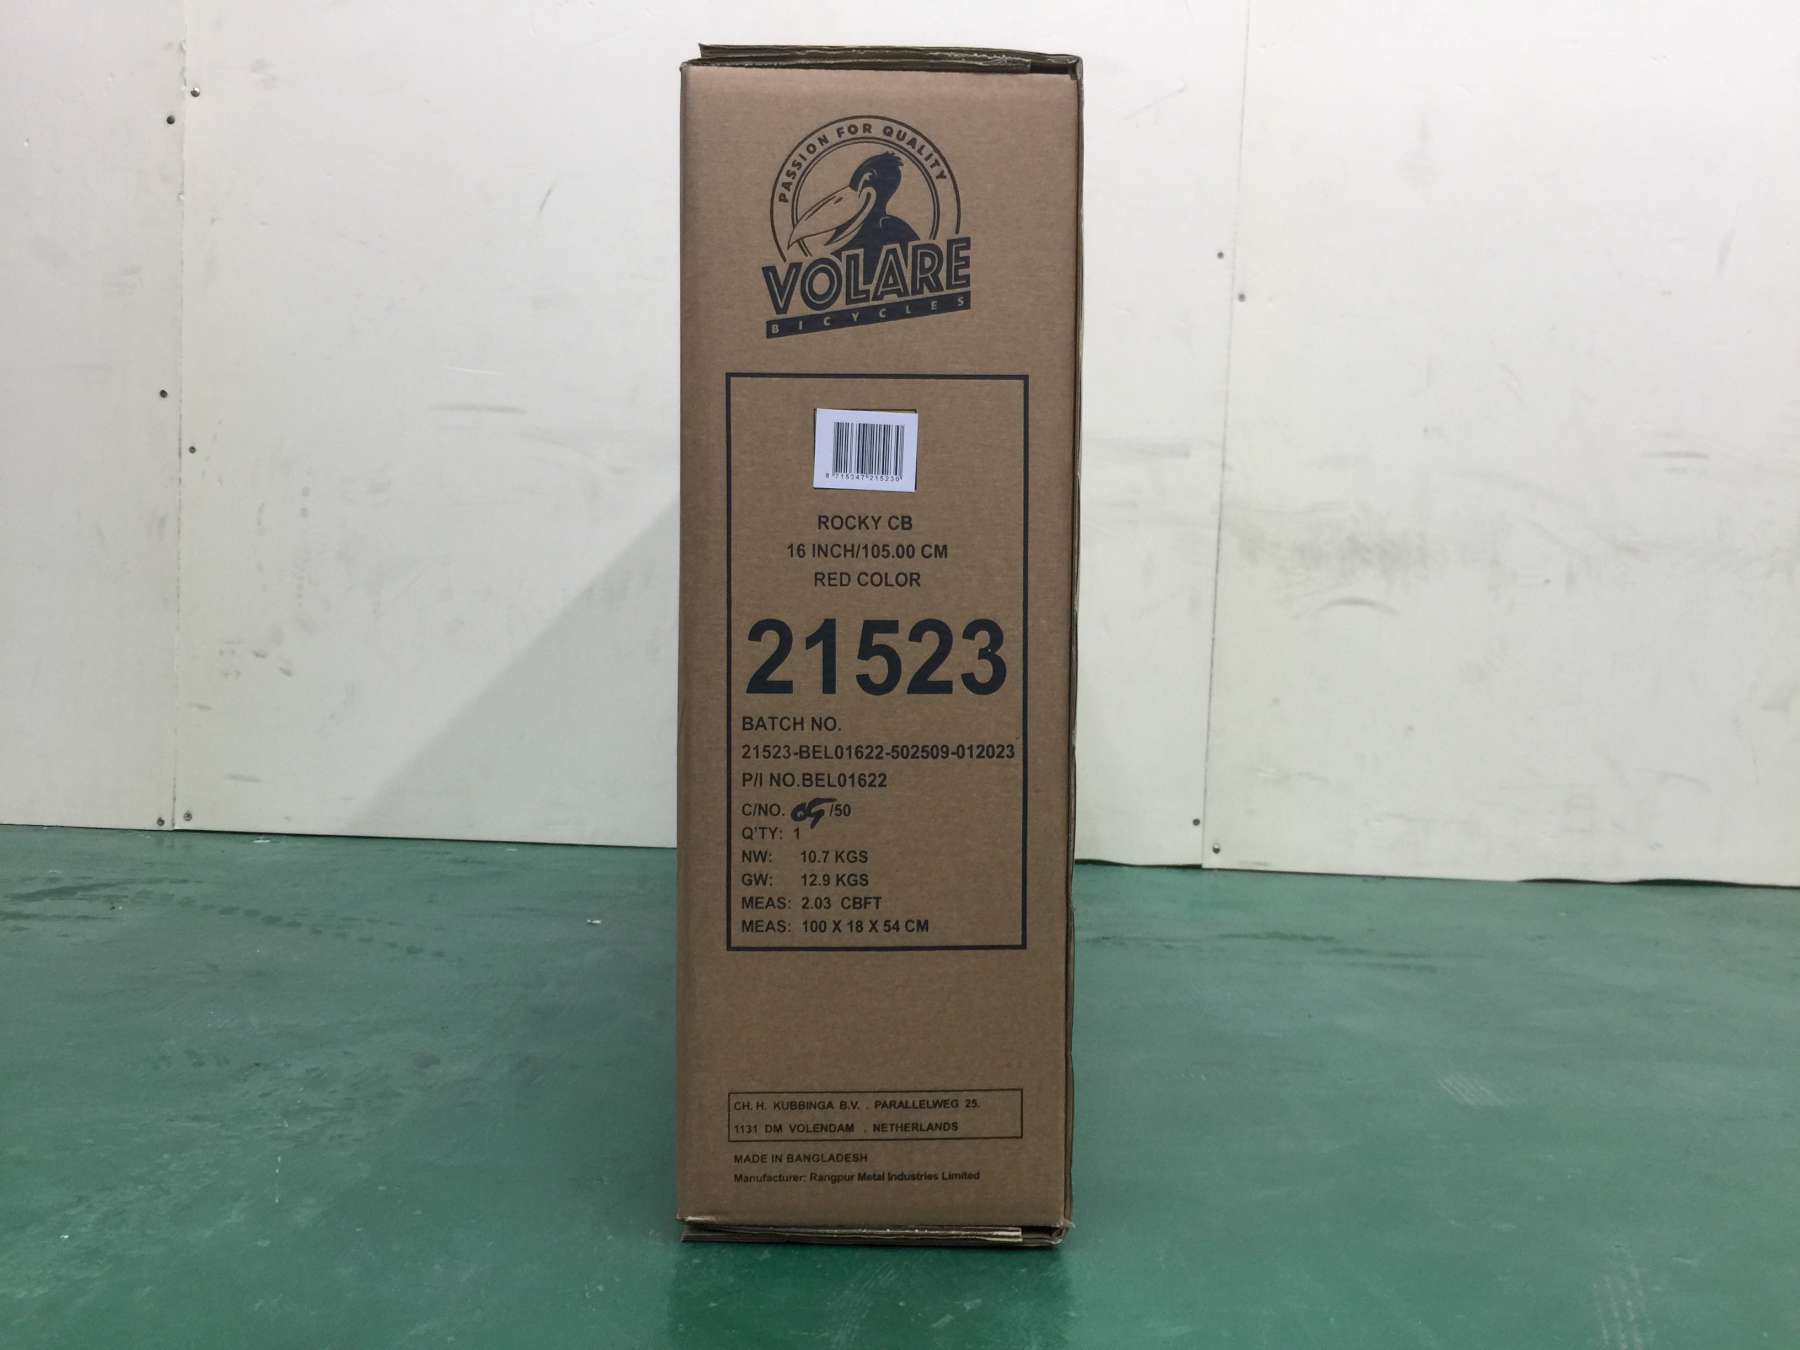 PASSION FOR QUALITY
VOLARE
BICYCLES
8 715347 215230
ROCKY CB
16 INCH/105.00 CM
RED COLOR
21523
BATCH NO.
21523-BEL01622-502509-012023
P/I NO.BEL01622
C/NO. /50
Q'TY: 1
NW: 10.7 KGS
GW: 12.9 KGS
MEAS: 2.03 CBFT
MEAS: 100 X 18 X 54 CM
CH. H. KUBBINGA B.V. . PARALLELWEG 25.
1131 DM VOLENDAM . NETHERLANDS
MADE IN BANGLADESH
Manufacturer: Rangpur Metal Industries Limited